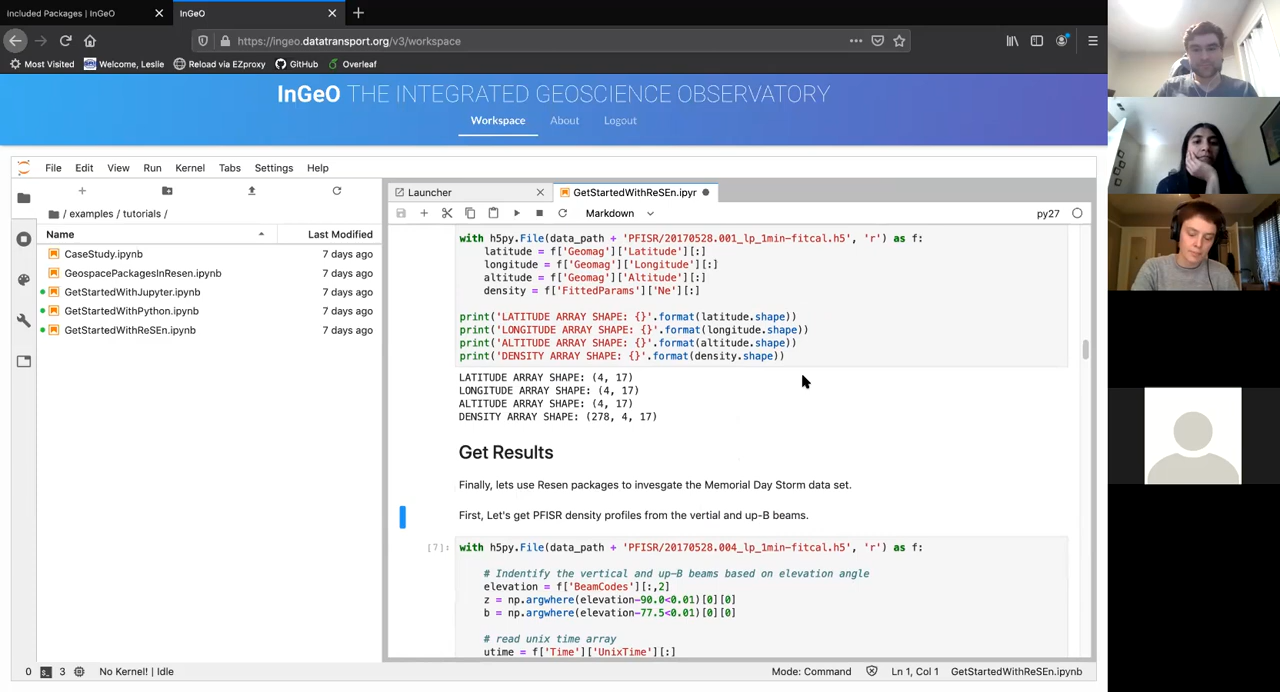 Included Packages | InGeO
InGeO
https://ingeo.datatransport.org/v3/workspace
Most Visited Welcome, Leslie Reload via EZproxy GitHub Overleaf
InGeO THE INTEGRATED GEOSCIENCE OBSERVATORY
Workspace About Logout
File Edit View Run Kernel Tabs Settings Help
Launcher GetStartedWithReSEn.ipyr
/ examples / tutorials /
Markdown py27
Name Last Modified
CaseStudy.ipynb 7 days ago
GeospacePackagesInResen.ipynb 7 days ago
GetStartedWithJupyter.ipynb 7 days ago
GetStartedWithPython.ipynb 7 days ago
GetStartedWithReSEn.ipynb 7 days ago
with h5py.File(data_path + 'PFISR/20170528.001_lp_1min-fitcal.h5', 'r') as f:
latitude = f['Geomag']['Latitude'][:]
longitude = f['Geomag']['Longitude'][:]
altitude = f['Geomag']['Altitude'][:]
density = f['FittedParams']['Ne'][:]
print('LATITUDE ARRAY SHAPE: {}'.format(latitude.shape))
print('LONGITUDE ARRAY SHAPE: {}'.format(longitude.shape))
print('ALTITUDE ARRAY SHAPE: {}'.format(altitude.shape))
print('DENSITY ARRAY SHAPE: {}'.format(density.shape))
LATITUDE ARRAY SHAPE: (4, 17)
LONGITUDE ARRAY SHAPE: (4, 17)
ALTITUDE ARRAY SHAPE: (4, 17)
DENSITY ARRAY SHAPE: (278, 4, 17)
Get Results
Finally, lets use Resen packages to invesgate the Memorial Day Storm data set.
First, Let's get PFISR density profiles from the vertial and up-B beams.
[7]: with h5py.File(data_path + 'PFISR/20170528.004_lp_1min-fitcal.h5', 'r') as f:
# Indentify the vertical and up-B beams based on elevation angle
elevation = f['BeamCodes'][:,2]
z = np.argwhere(elevation-90.0<0.01)[0][0]
b = np.argwhere(elevation-77.5<0.01)[0][0]
# read unix time array
utime = f['Time']['UnixTime'][:]
0 3 No Kernel! | Idle Mode: Command Ln 1, Col 1 GetStartedWithReSEn.ipynb